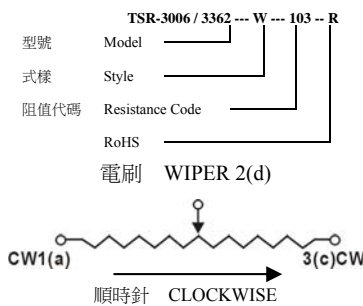 TSR-3006 / 3362 --- W --- 103 -- R
型號 Model
式樣 Style
阻值代碼 Resistance Code
RoHS
電刷 WIPER 2(d)
CW1(a) 3(c)CW
順時針 CLOCKWISE